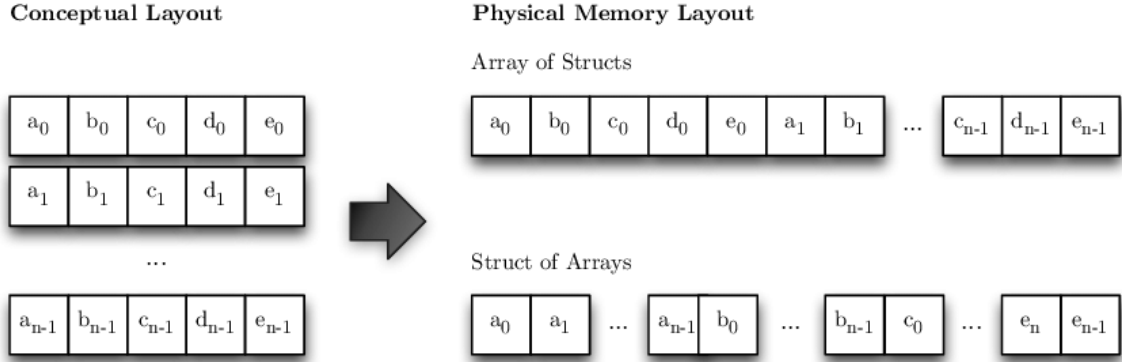 Conceptual Layout
a0 b0 c0 d0 e0
a1 b1 c1 d1 e1
...
an-1 bn-1 cn-1 dn-1 en-1
Physical Memory Layout
Array of Structs
a0 b0 c0 d0 e0 a1 b1 ... cn-1 dn-1 en-1
Struct of Arrays
a0 a1 ... an-1 b0 ... bn-1 c0 ... en en-1